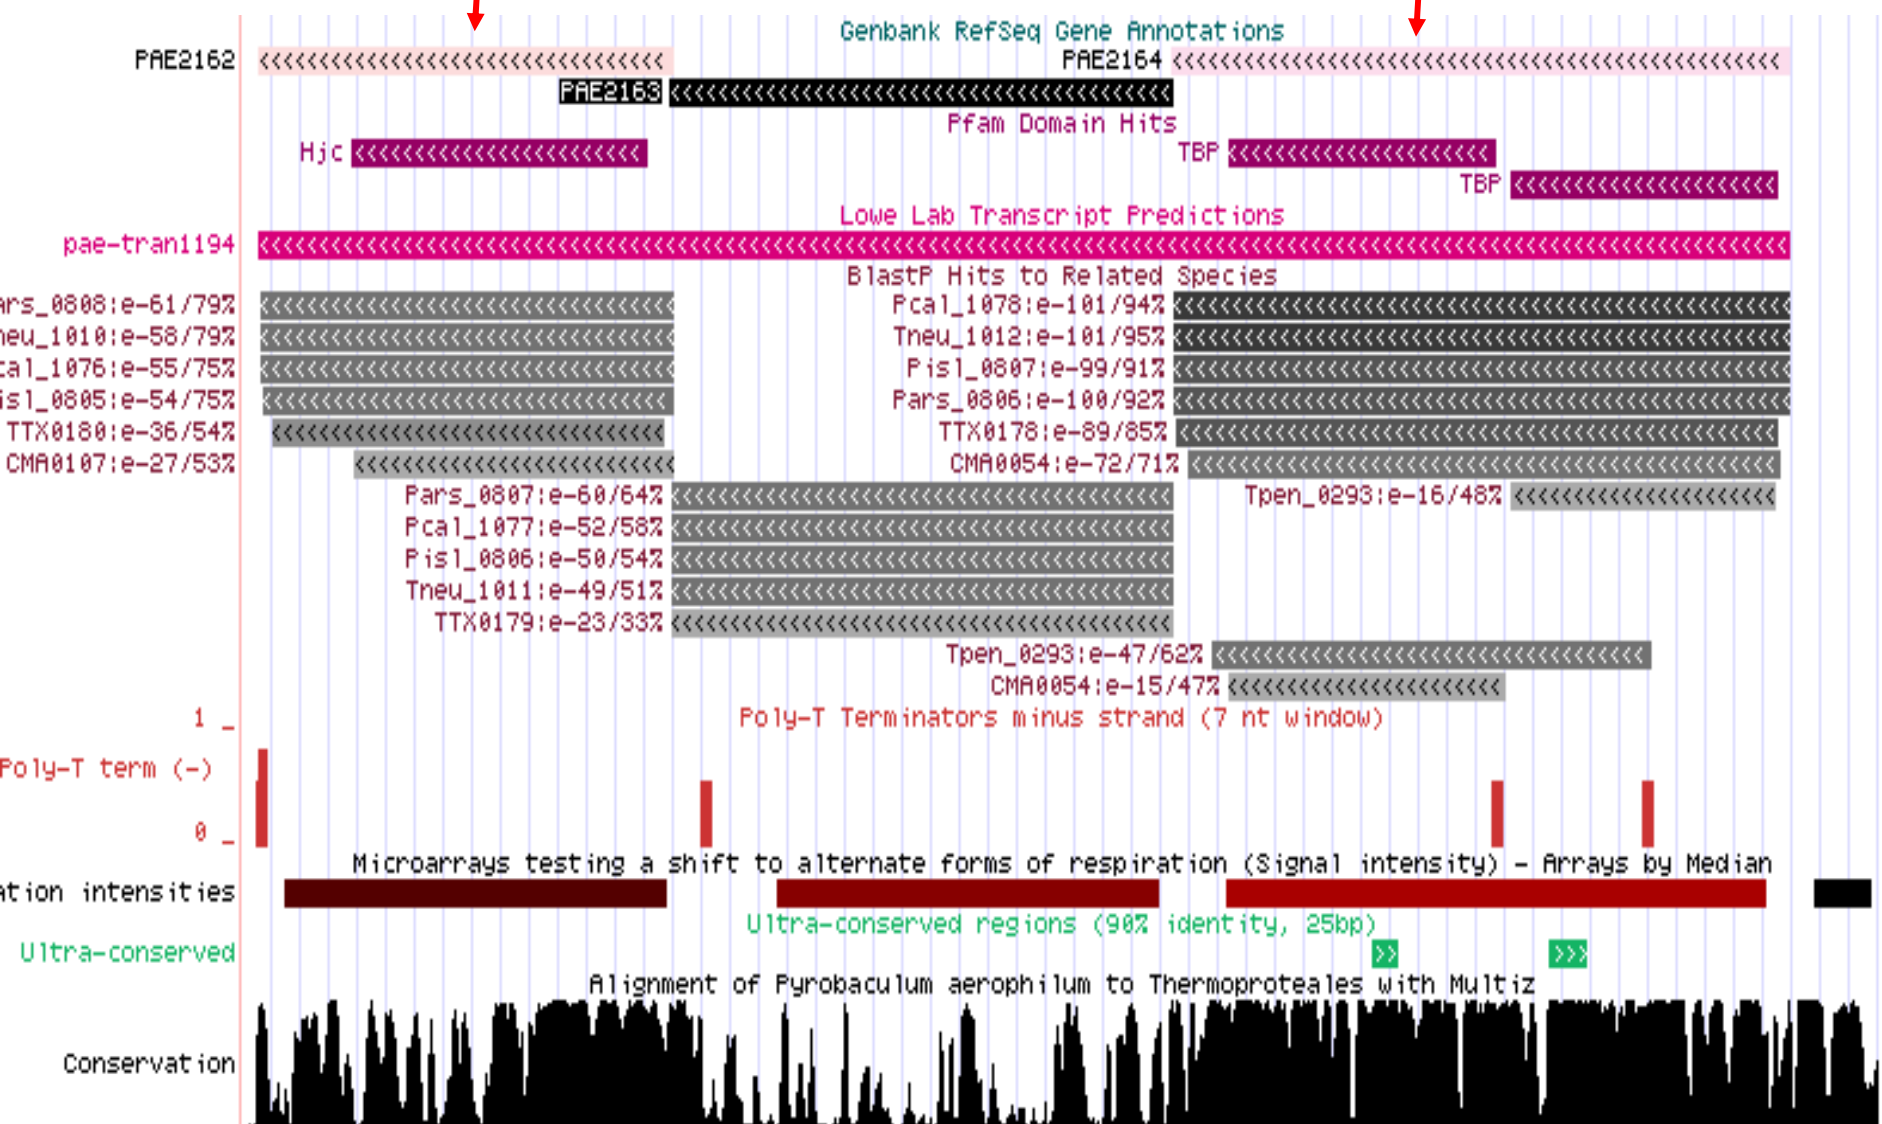 Genbank RefSeq Gene Annotations
PAE2162
PAE2164
PAE2163
Pfam Domain Hits
Hjc
TBP
TBP
Lowe Lab Transcript Predictions
pae-tran1194
BlastP Hits to Related Species
ars_0808:e-61/79%
Pcal_1078:e-101/94%
neu_1010:e-58/79%
Tneu_1012:e-101/95%
cal_1076:e-55/75%
Pisl_0807:e-99/91%
isl_0805:e-54/75%
Pars_0806:e-100/92%
TTX0180:e-36/54%
TTX0178:e-89/85%
CMA0107:e-27/53%
CMA0054:e-72/71%
Pars_0807:e-60/64%
Tpen_0293:e-16/48%
Pcal_1077:e-52/58%
Pisl_0806:e-50/54%
Tneu_1011:e-49/51%
TTX0179:e-23/33%
Tpen_0293:e-47/62%
CMA0054:e-15/47%
1 _
Poly-T Terminators minus strand (7 nt window)
Poly-T term (-)
0 _
Microarrays testing a shift to alternate forms of respiration (Signal intensity) - Arrays by Median
ation intensities
Ultra-conserved regions (90% identity, 25bp)
Ultra-conserved
Alignment of Pyrobaculum aerophilum to Thermoproteales with Multiz
Conservation